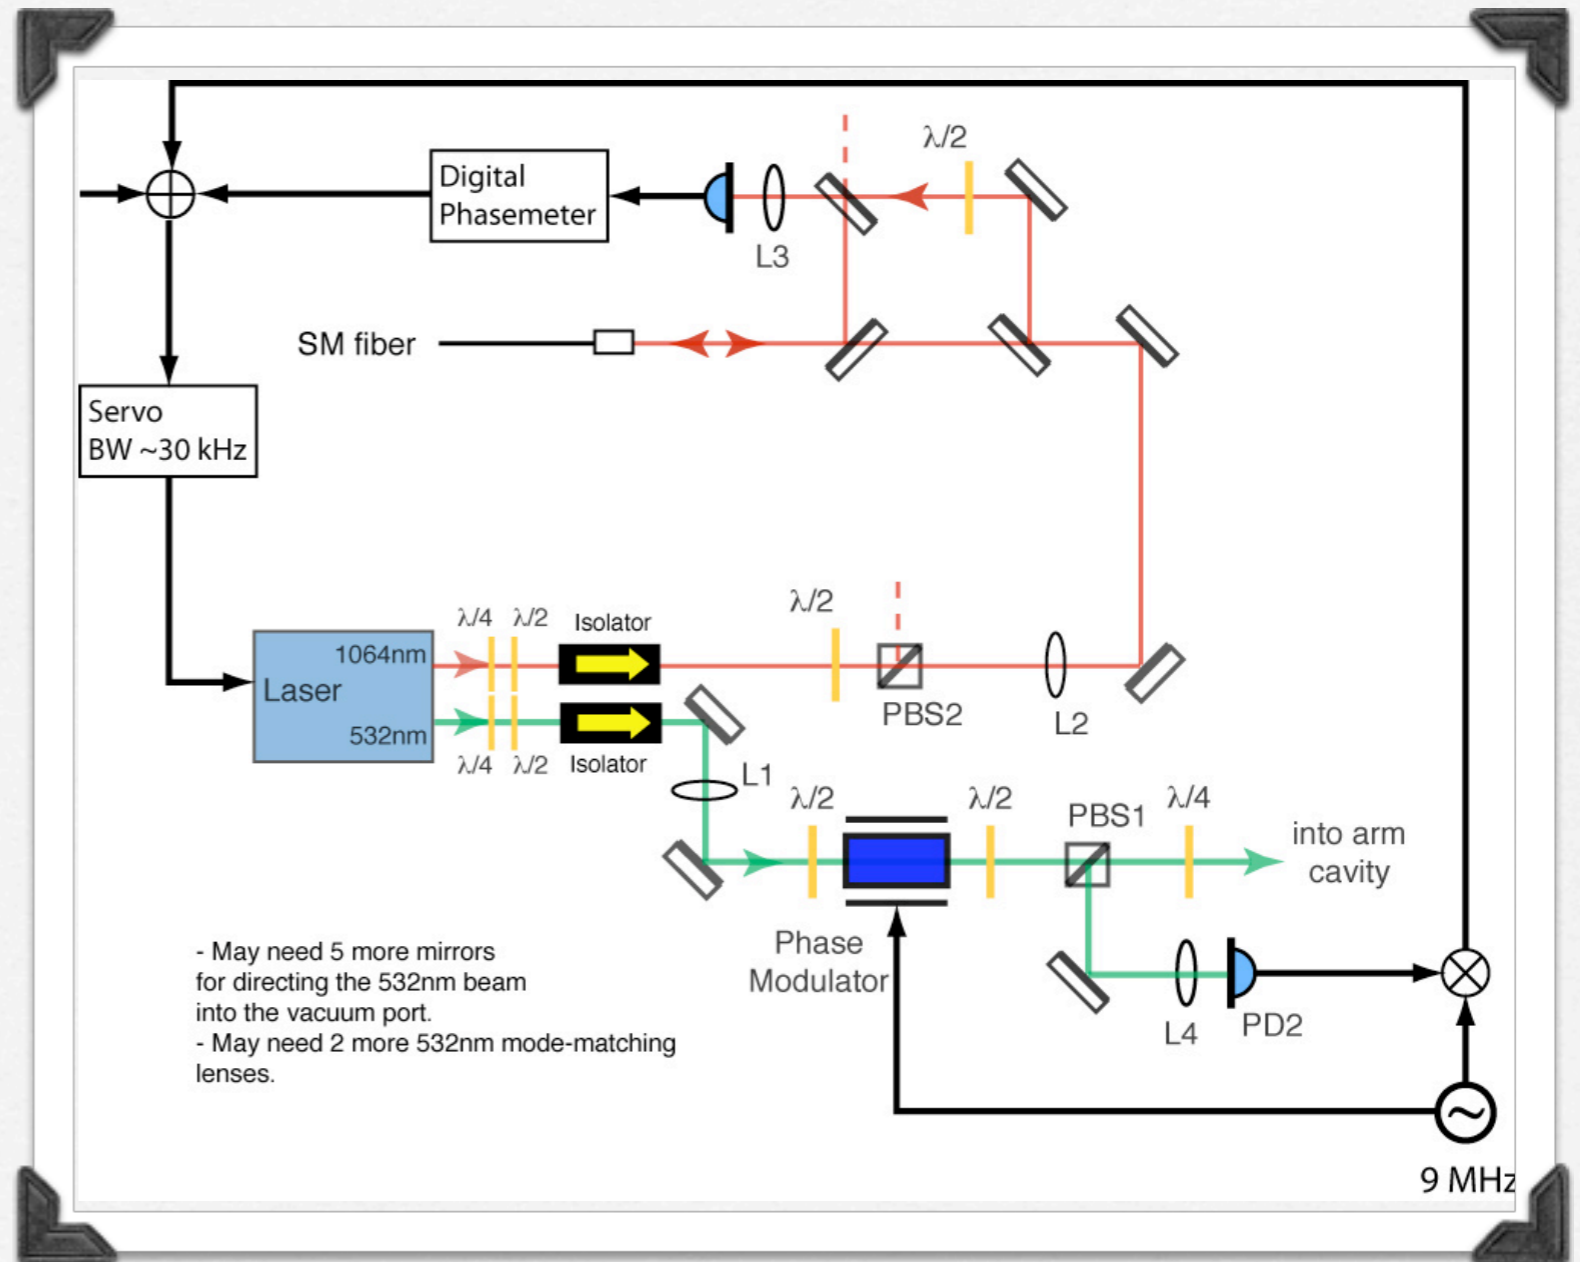 λ/2
Digital
Phasemeter
L3
SM fiber
Servo
BW ~30 kHz
λ/4
λ/2
Isolator
λ/2
1064nm
Laser
532nm
PBS2
L2
λ/4
λ/2
Isolator
L1
λ/2
λ/2
PBS1
λ/4
into arm
cavity
Phase
Modulator
- May need 5 more mirrors
for directing the 532nm beam
into the vacuum port.
- May need 2 more 532nm mode-matching
lenses.
L4
PD2
9 MHz